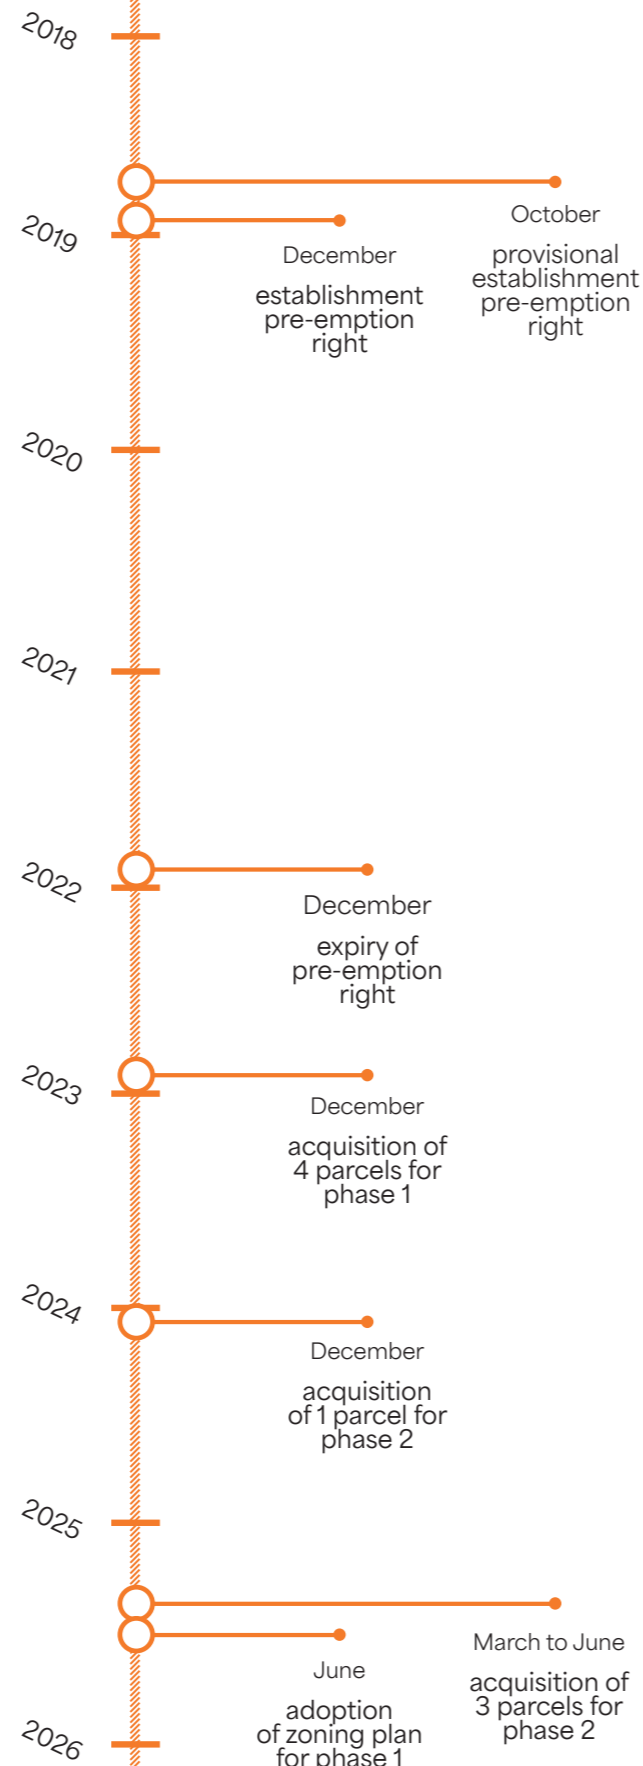 2018
October
provisional
establishment
pre-emption
right
2019
December
establishment
pre-emption
right
2020
2021
2022
December
expiry of
pre-emption
right
2023
December
acquisition of
4 parcels for
phase 1
2024
December
acquisition
of 1 parcel for
phase 2
2025
March to June
acquisition of
3 parcels for
phase 2
June
adoption
of zoning plan
for phase 1
2026